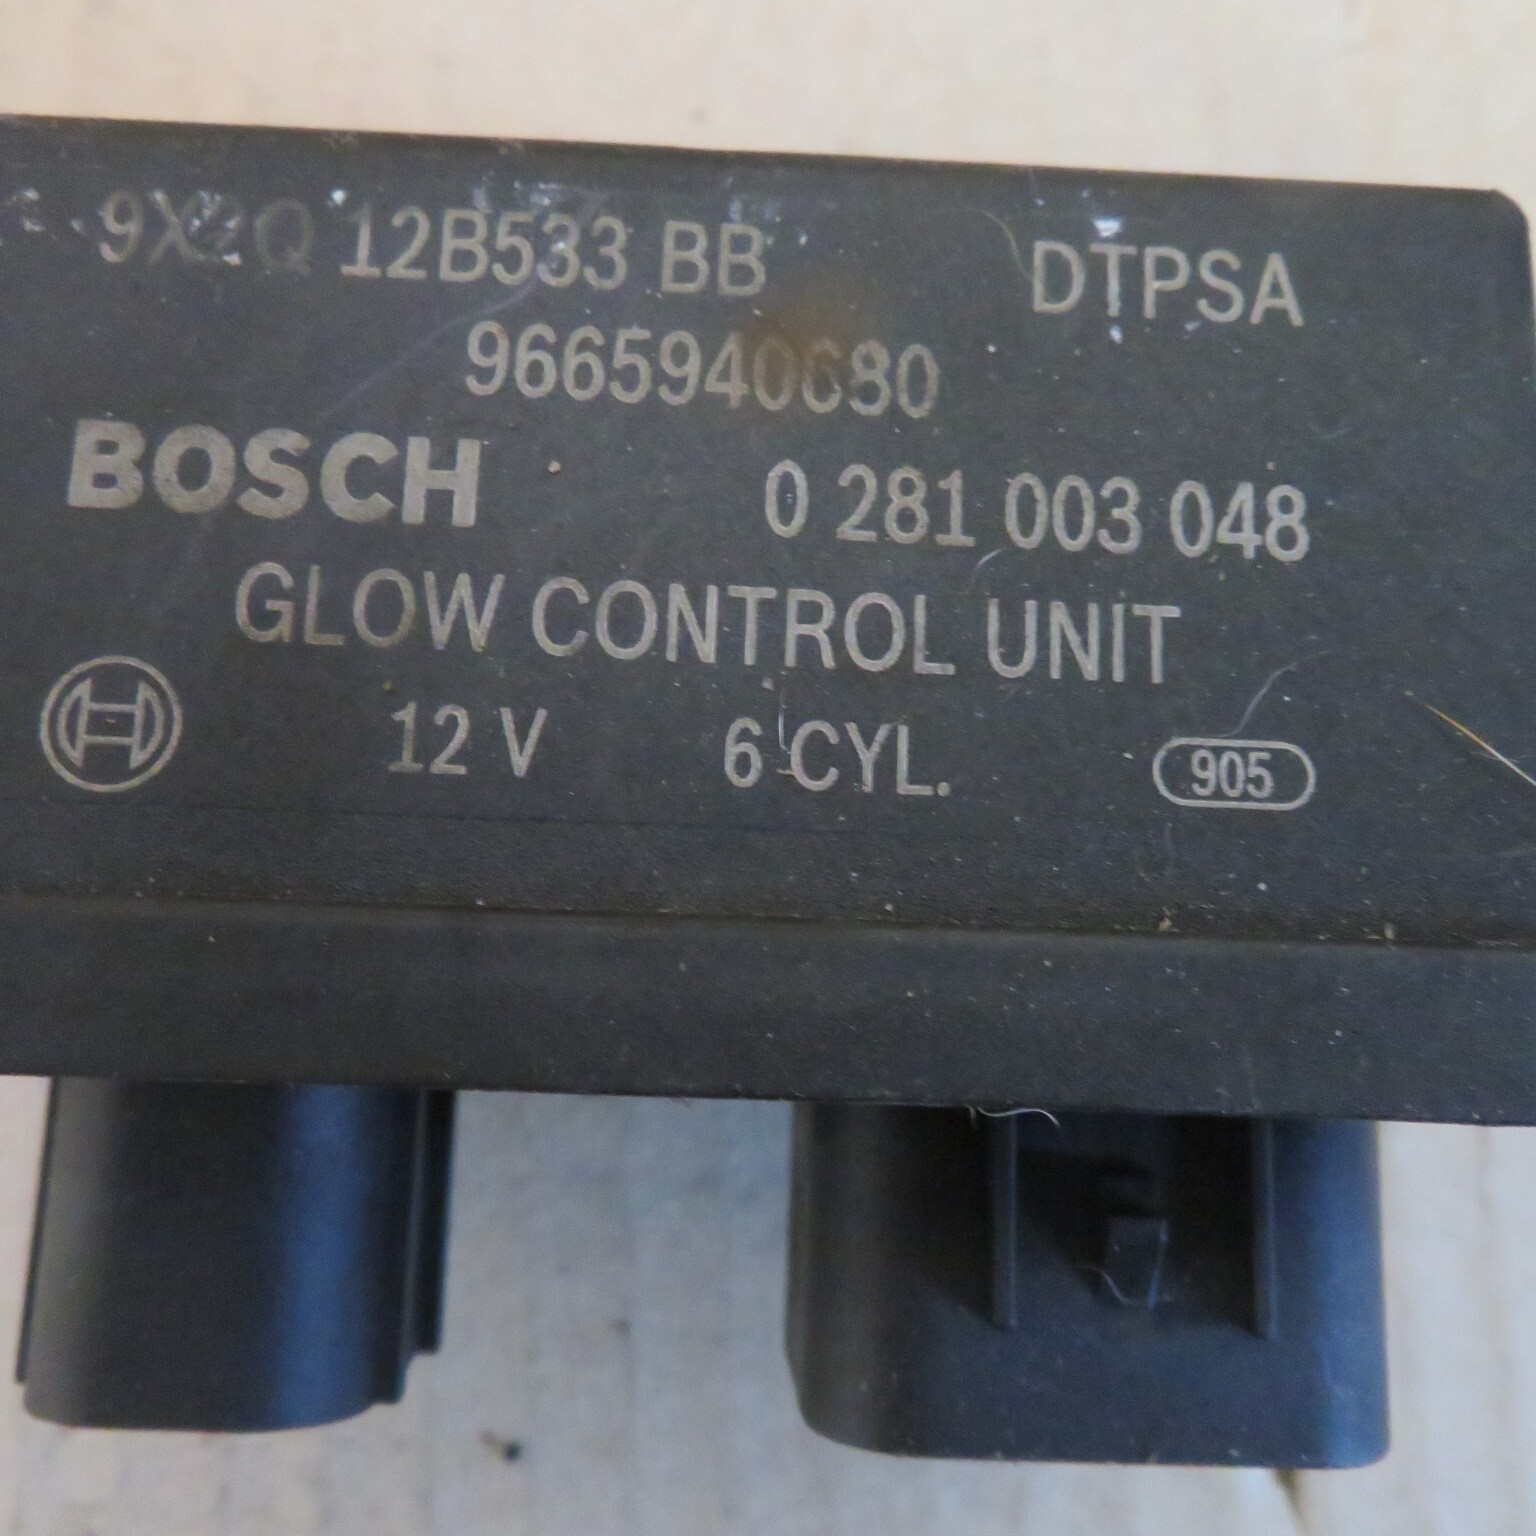 9X2Q 12B533 BB DTPSA
9665940680
BOSCH 0 281 003 048
GLOW CONTROL UNIT
12 V 6 CYL. 905